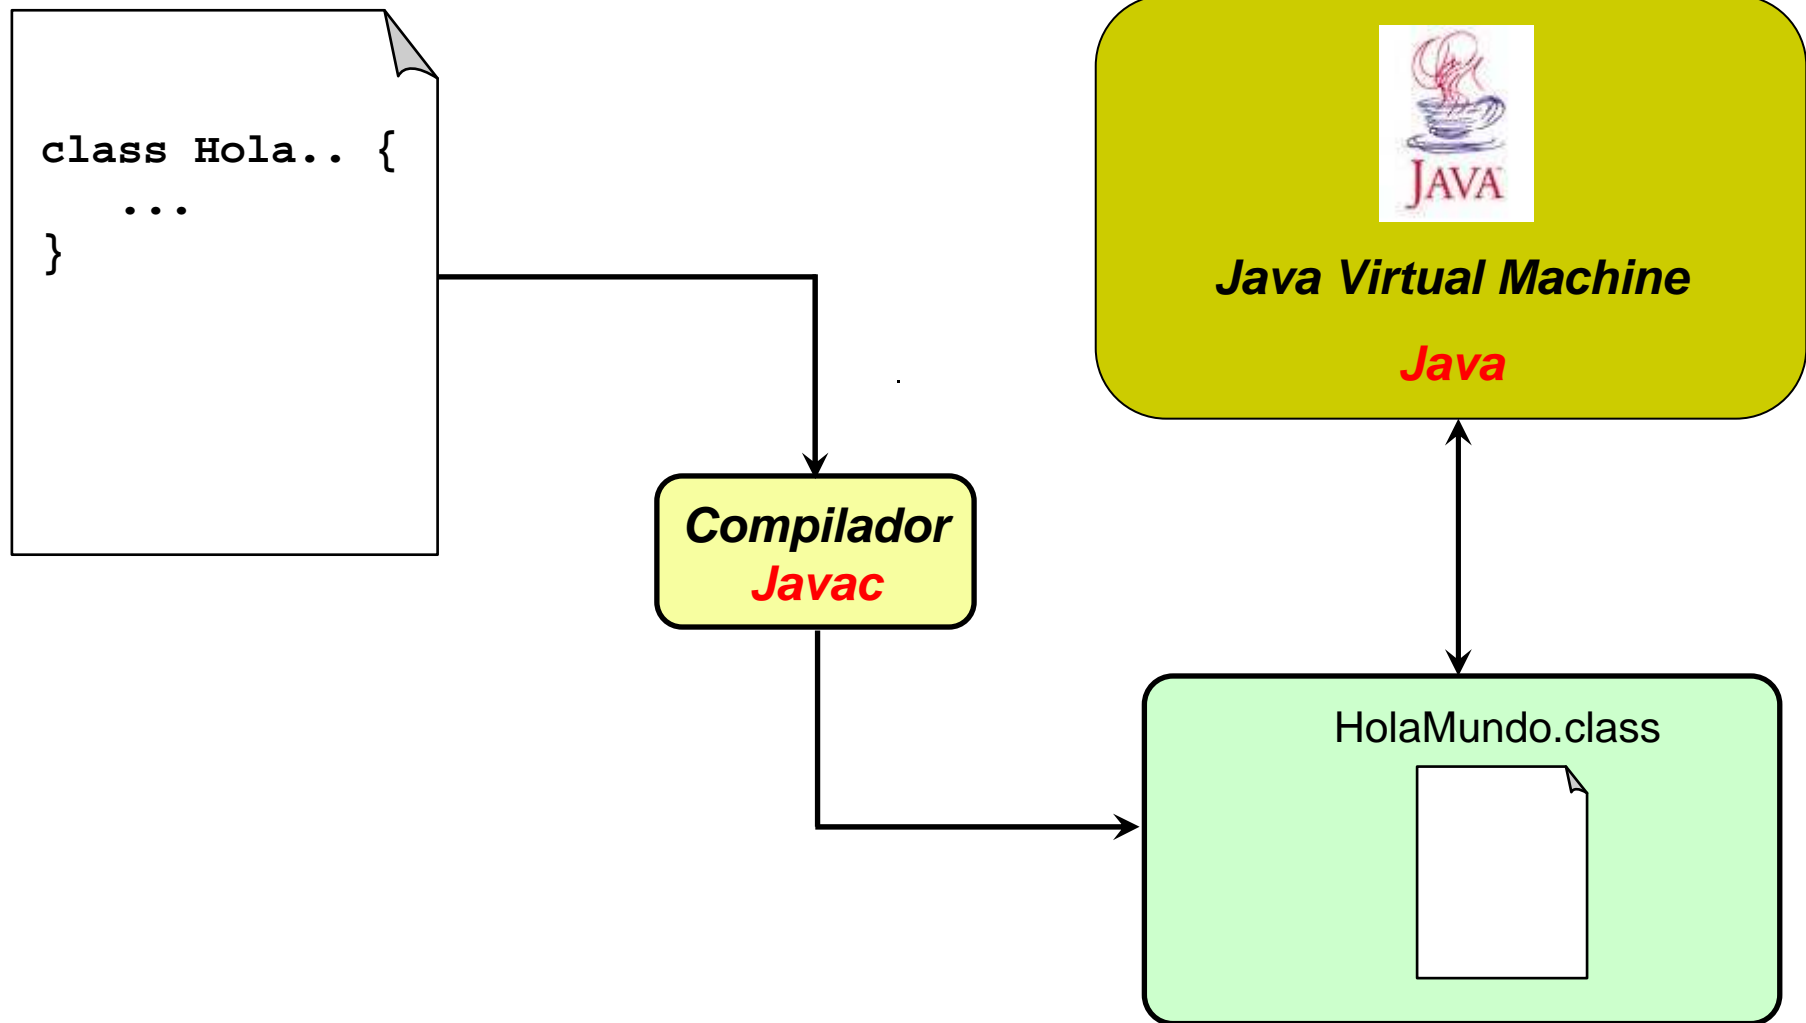 class Hola.. {
...
}
JAVA
Java Virtual Machine
Java
Compilador
Javac
HolaMundo.class